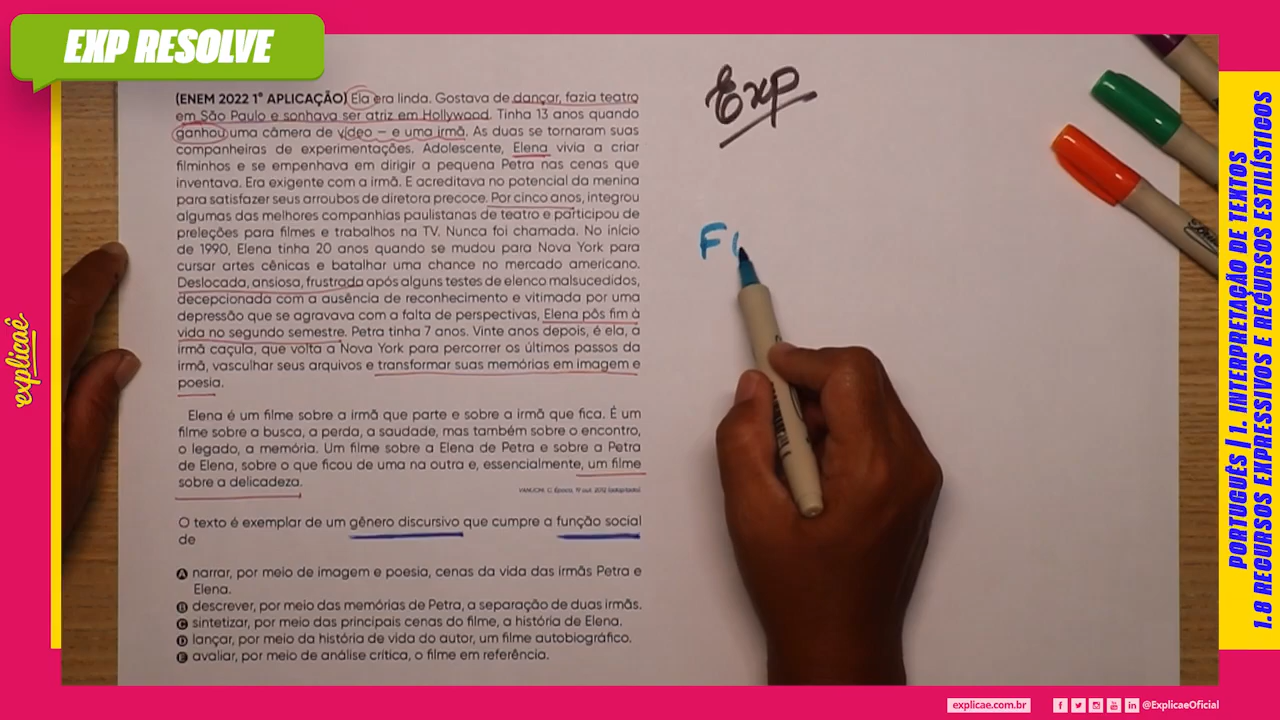 EXP RESOLVE
(ENEM 2022 1° APLICAÇÃO) Ela era linda. Gostava de dançar, fazia teatro
em São Paulo e sonhava ser atriz em Hollywood. Tinha 13 anos quando
ganhou uma câmera de vídeo – e uma irmã. As duas se tornaram suas
companheiras de experimentações. Adolescente, Elena vivia a criar
filminhos e se empenhava em dirigir a pequena Petra nas cenas que
inventava. Era exigente com a irmã. E acreditava no potencial da menina
para satisfazer seus arroubos de diretora precoce. Por cinco anos, integrou
algumas das melhores companhias paulistanas de teatro e participou de
preleções para filmes e trabalhos na TV. Nunca foi chamada. No início
de 1990, Elena tinha 20 anos quando se mudou para Nova York para
cursar artes cênicas e batalhar uma chance no mercado americano.
Deslocada, ansiosa, frustrada após alguns testes de elenco malsucedidos,
decepcionada com a ausência de reconhecimento e vitimada por uma
depressão que se agravava com a falta de perspectivas, Elena pôs fim à
vida no segundo semestre. Petra tinha 7 anos. Vinte anos depois, é ela, a
irmã caçula, que volta a Nova York para percorrer os últimos passos da
irmã, vasculhar seus arquivos e transformar suas memórias em imagem e
poesia.
Elena é um filme sobre a irmã que parte e sobre a irmã que fica. É um
filme sobre a busca, a perda, a saudade, mas também sobre o encontro,
o legado, a memória. Um filme sobre a Elena de Petra e sobre a Petra
de Elena, sobre o que ficou de uma na outra e, essencialmente, um filme
sobre a delicadeza.
VANUCHI, C. Época, 19 out. 2012 (adaptado).
O texto é exemplar de um gênero discursivo que cumpre a função social
de
A narrar, por meio de imagem e poesia, cenas da vida das irmãs Petra e
Elena.
B descrever, por meio das memórias de Petra, a separação de duas irmãs.
C sintetizar, por meio das principais cenas do filme, a história de Elena.
D lançar, por meio da história de vida do autor, um filme autobiográfico.
E avaliar, por meio de análise crítica, o filme em referência.
Exp
F
explicaê
PORTUGUÊS | 1. INTERPRETAÇÃO DE TEXTOS
1.8 RECURSOS EXPRESSIVOS E RECURSOS ESTILÍSTICOS
explicae.com.br
@ExplicaeOficial